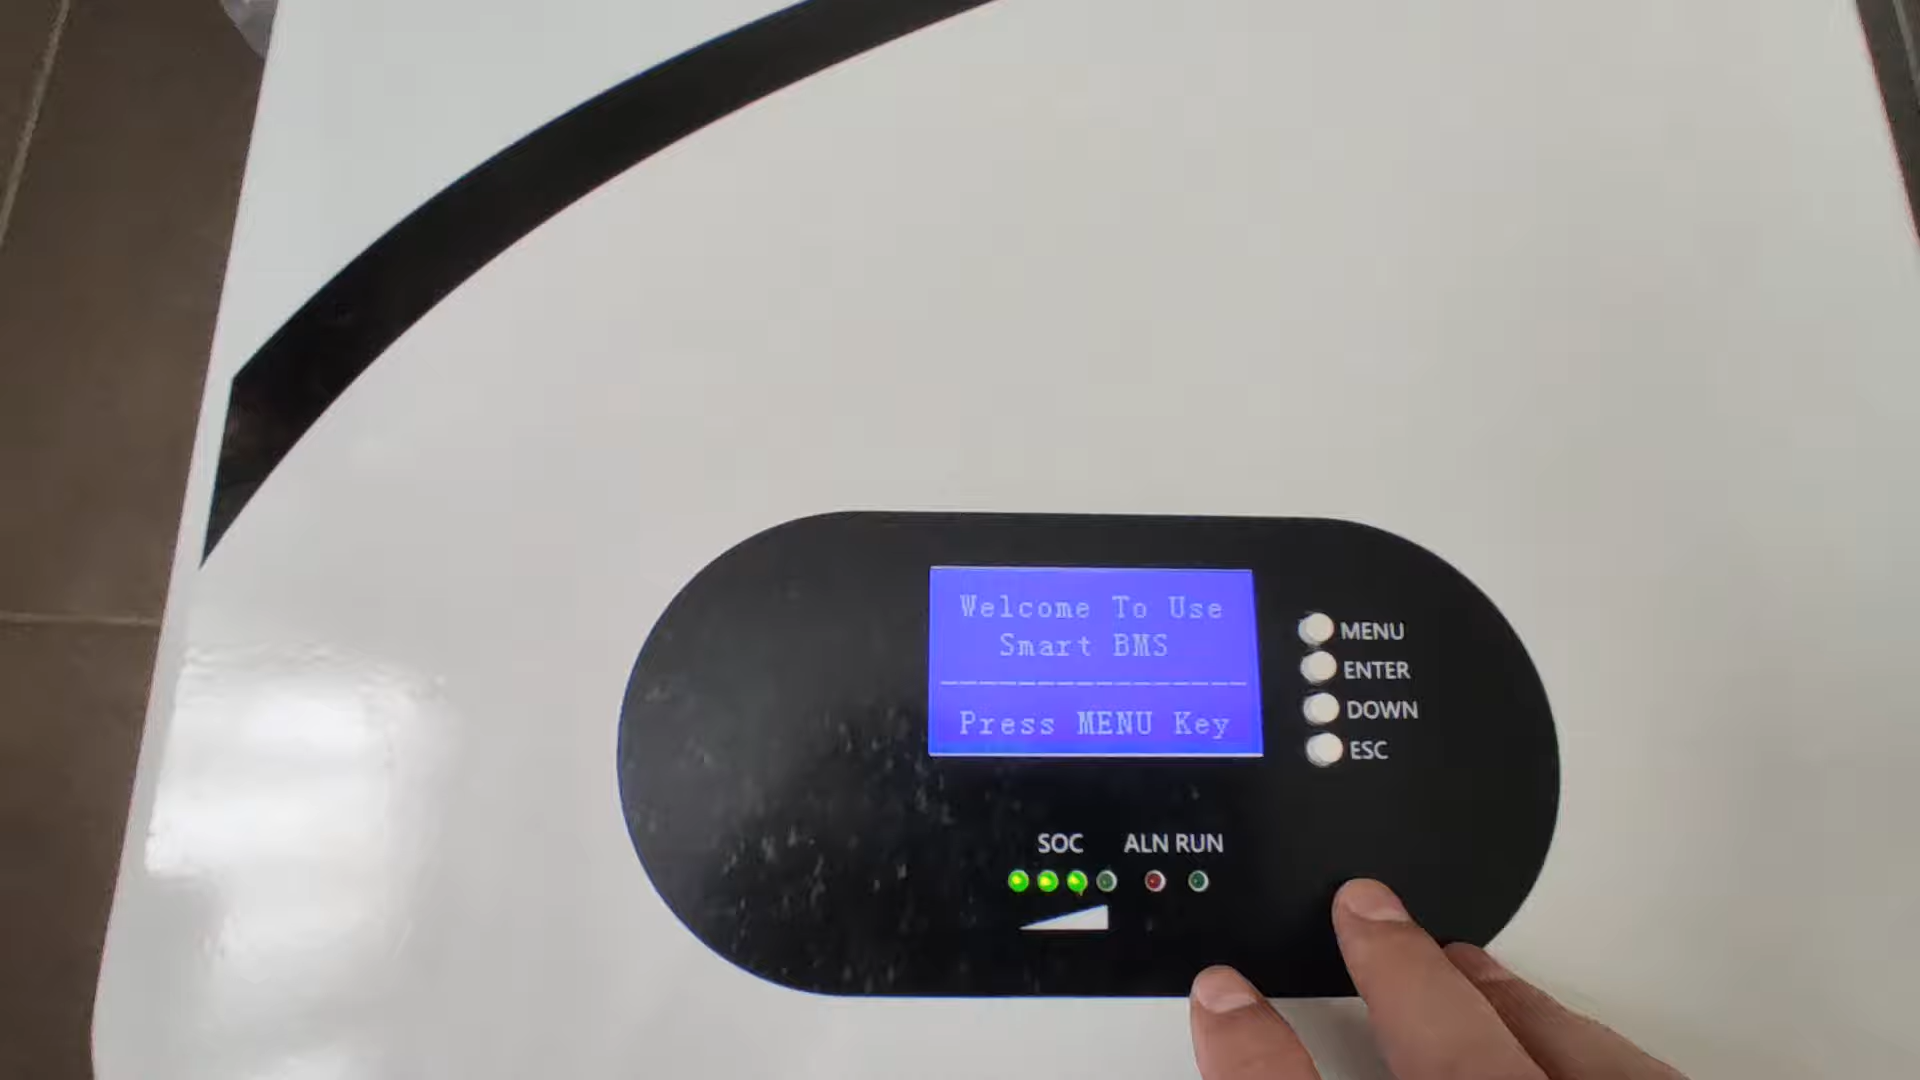 Welcome To Use
Smart BMS
----------------
Press MENU Key
MENU
ENTER
DOWN
ESC
SOC
ALN RUN